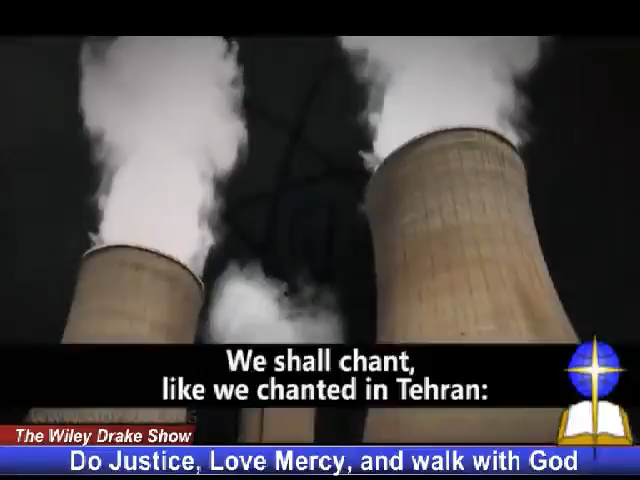 We shall chant,
like we chanted in Tehran:
The Wiley Drake Show
Do Justice, Love Mercy, and walk with God